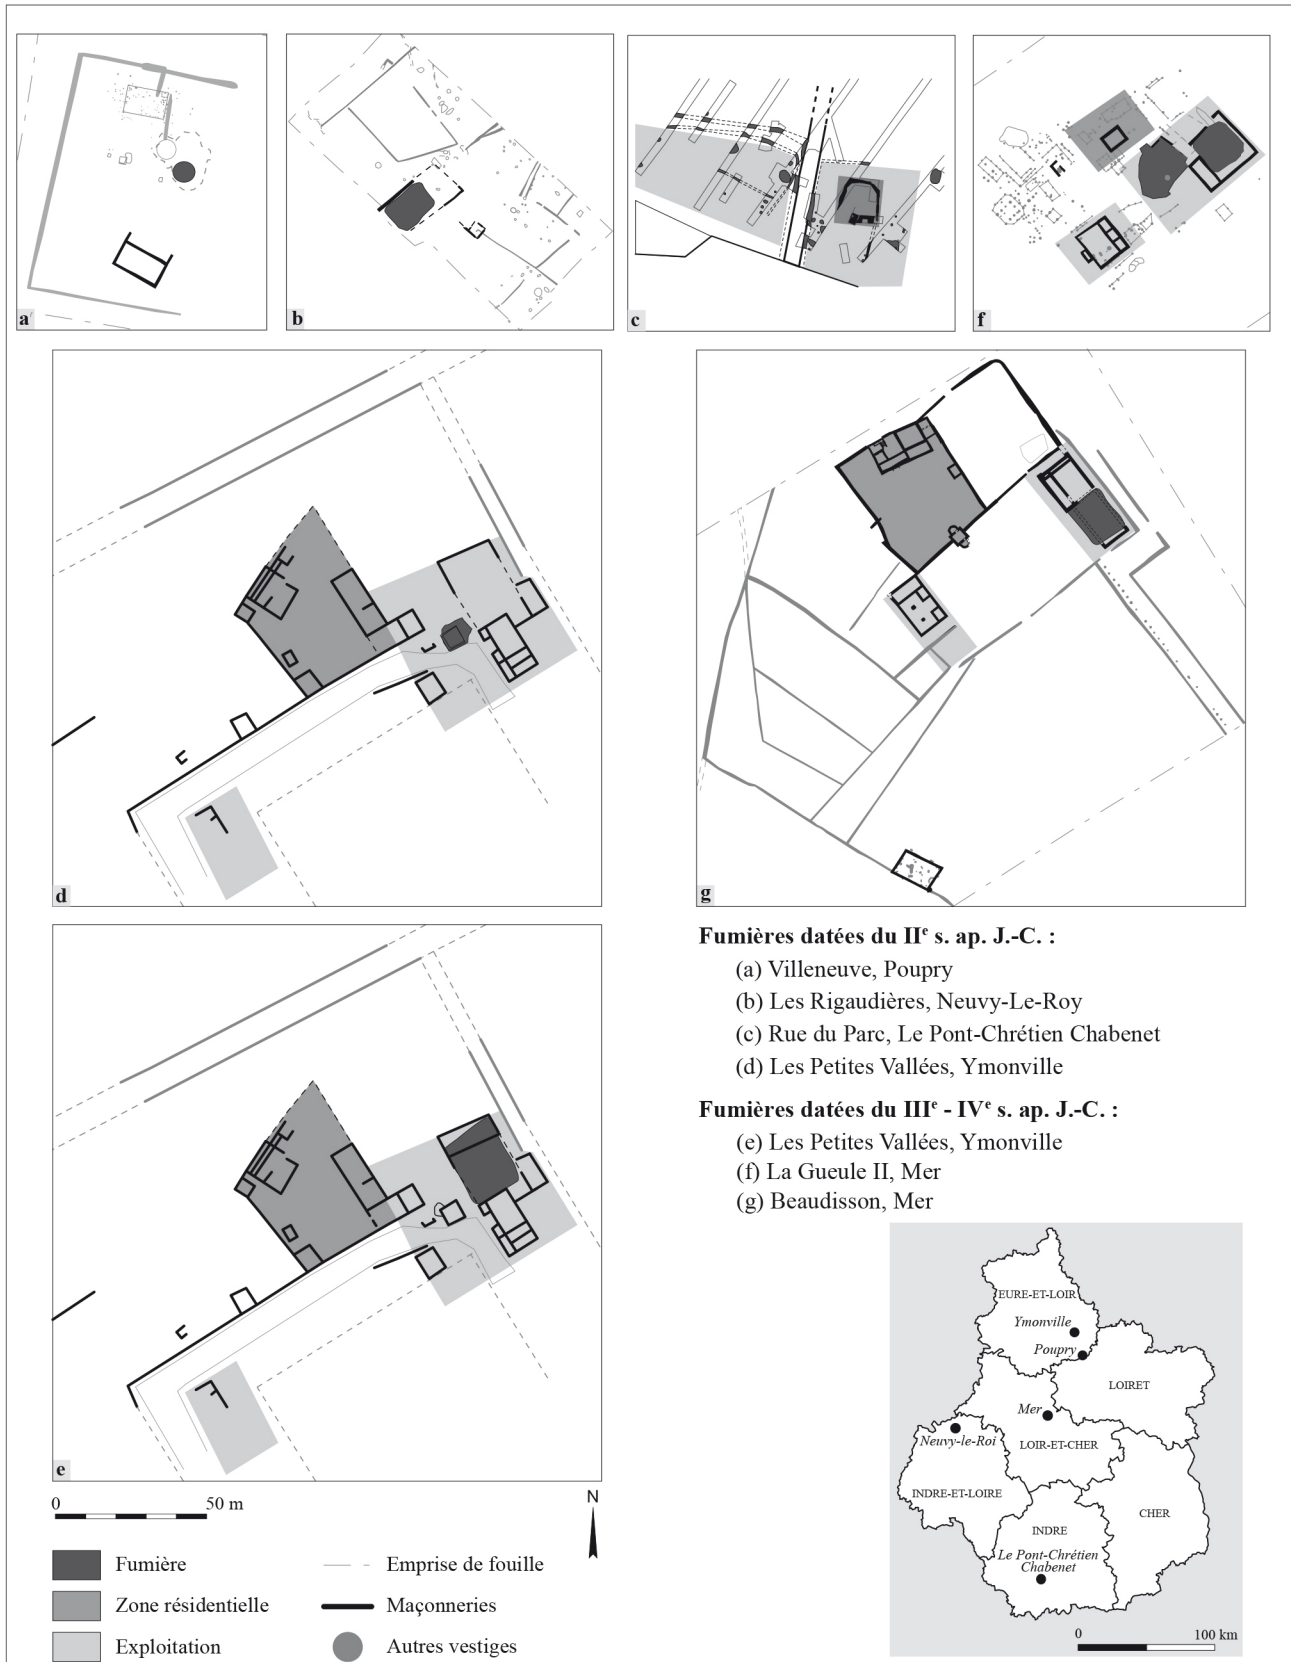 a
b
c
f
d
g
Fumières datées du IIe s. ap. J.-C. :
(a) Villeneuve, Poupry
(b) Les Rigaudières, Neuvy-Le-Roy
(c) Rue du Parc, Le Pont-Chrétien Chabenet
(d) Les Petites Vallées, Ymonville
Fumières datées du IIIe - IVe s. ap. J.-C. :
(e) Les Petites Vallées, Ymonville
(f) La Gueule II, Mer
(g) Beaudisson, Mer
e
0 50 m
N
Fumière
Zone résidentielle
Exploitation
Emprise de fouille
Maçonneries
Autres vestiges
EURE-ET-LOIR
Ymonville
Poupry
LOIRET
Mer
Neuvy-le-Roi
LOIR-ET-CHER
INDRE-ET-LOIRE
CHER
INDRE
Le Pont-Chrétien
Chabenet
0 100 km